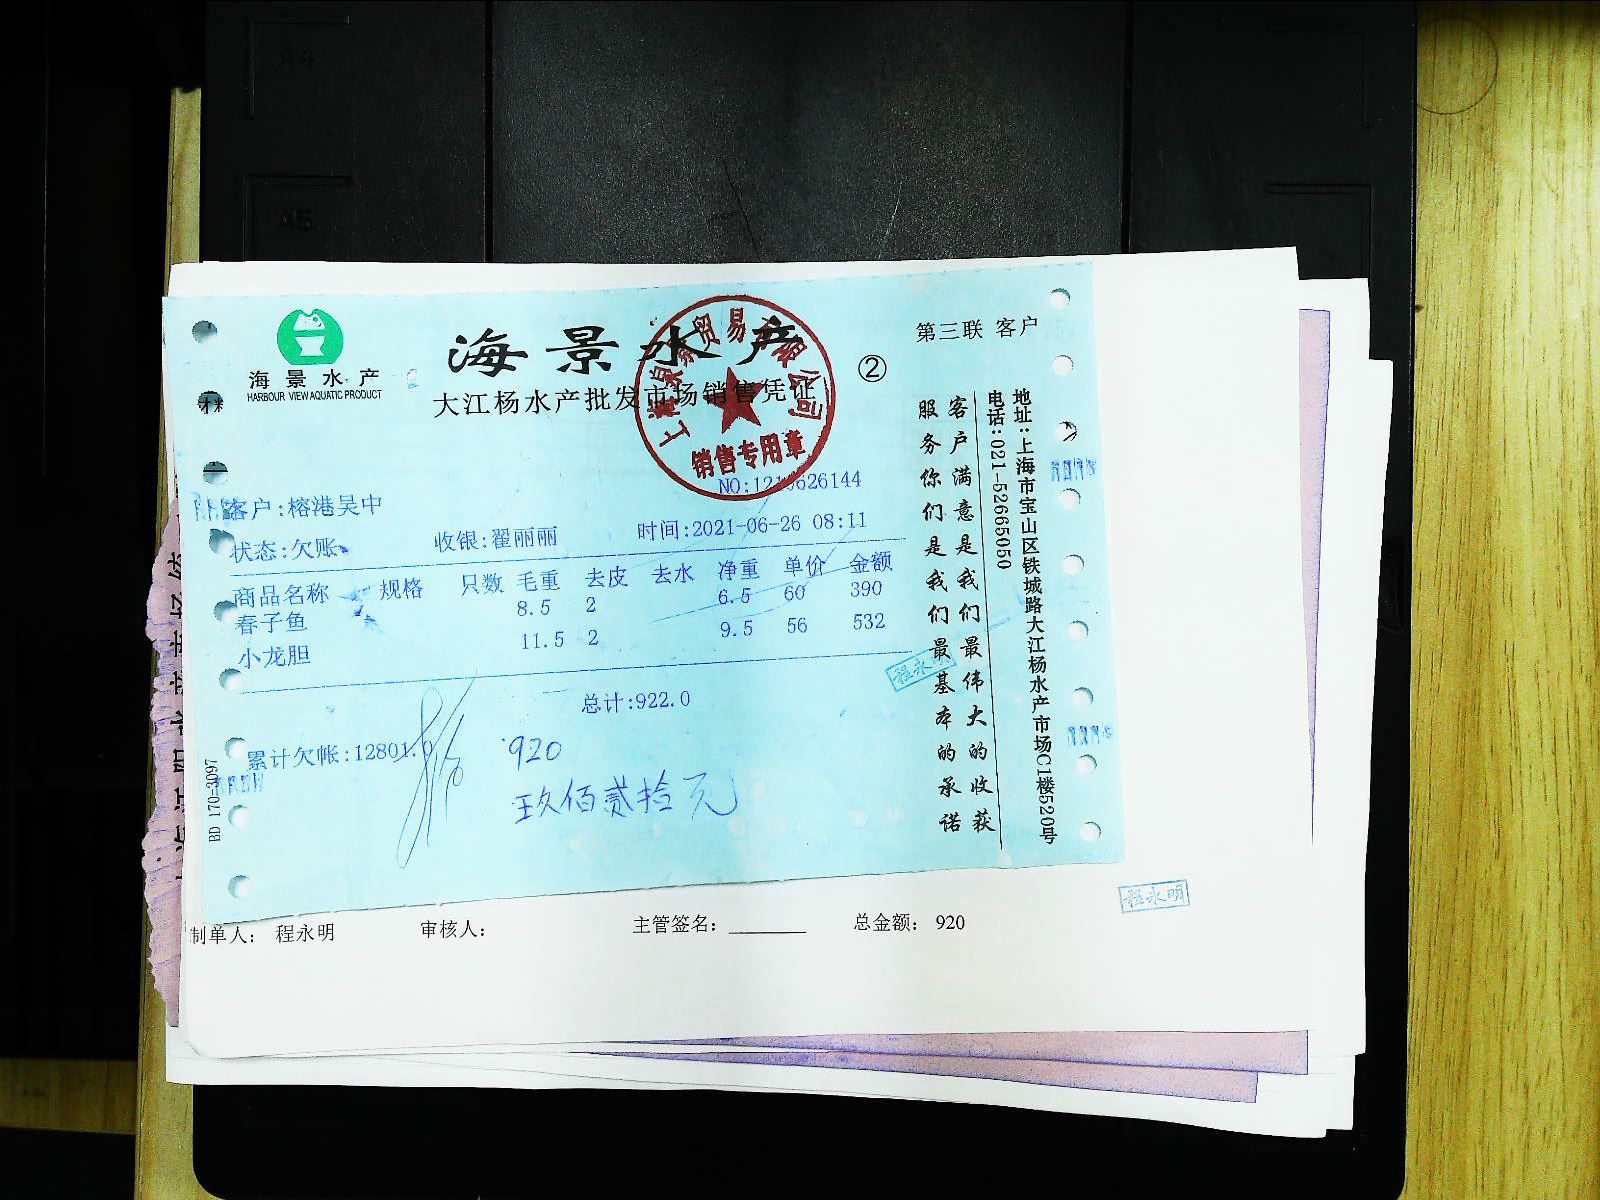 A5
海景水产
HARBOUR VIEW AQUATIC PRODUCT
海景水产
大江杨水产批发市场销售凭证
②
第三联 客户
销售专用章
客户:榕港吴中
状态:欠账
收银:翟丽丽
时间:2021-06-26 08:11
商品名称 规格 只数 毛重 去皮 去水 净重 单价 金额
春子鱼 8.5 2 6.5 60 390
小龙胆 11.5 2 9.5 56 532
总计:922.0
累计欠帐:12801.0
920
玖佰贰拾元
地址:上海市宝山区铁城路大江杨水产市场C1楼520号
电话:021-52665050
客户满意是我们最伟大的收获
服务你们是我们最基本的承诺
程永明
BD 170-2097
制单人: 程永明 审核人: 主管签名: ________ 总金额: 920
程永明